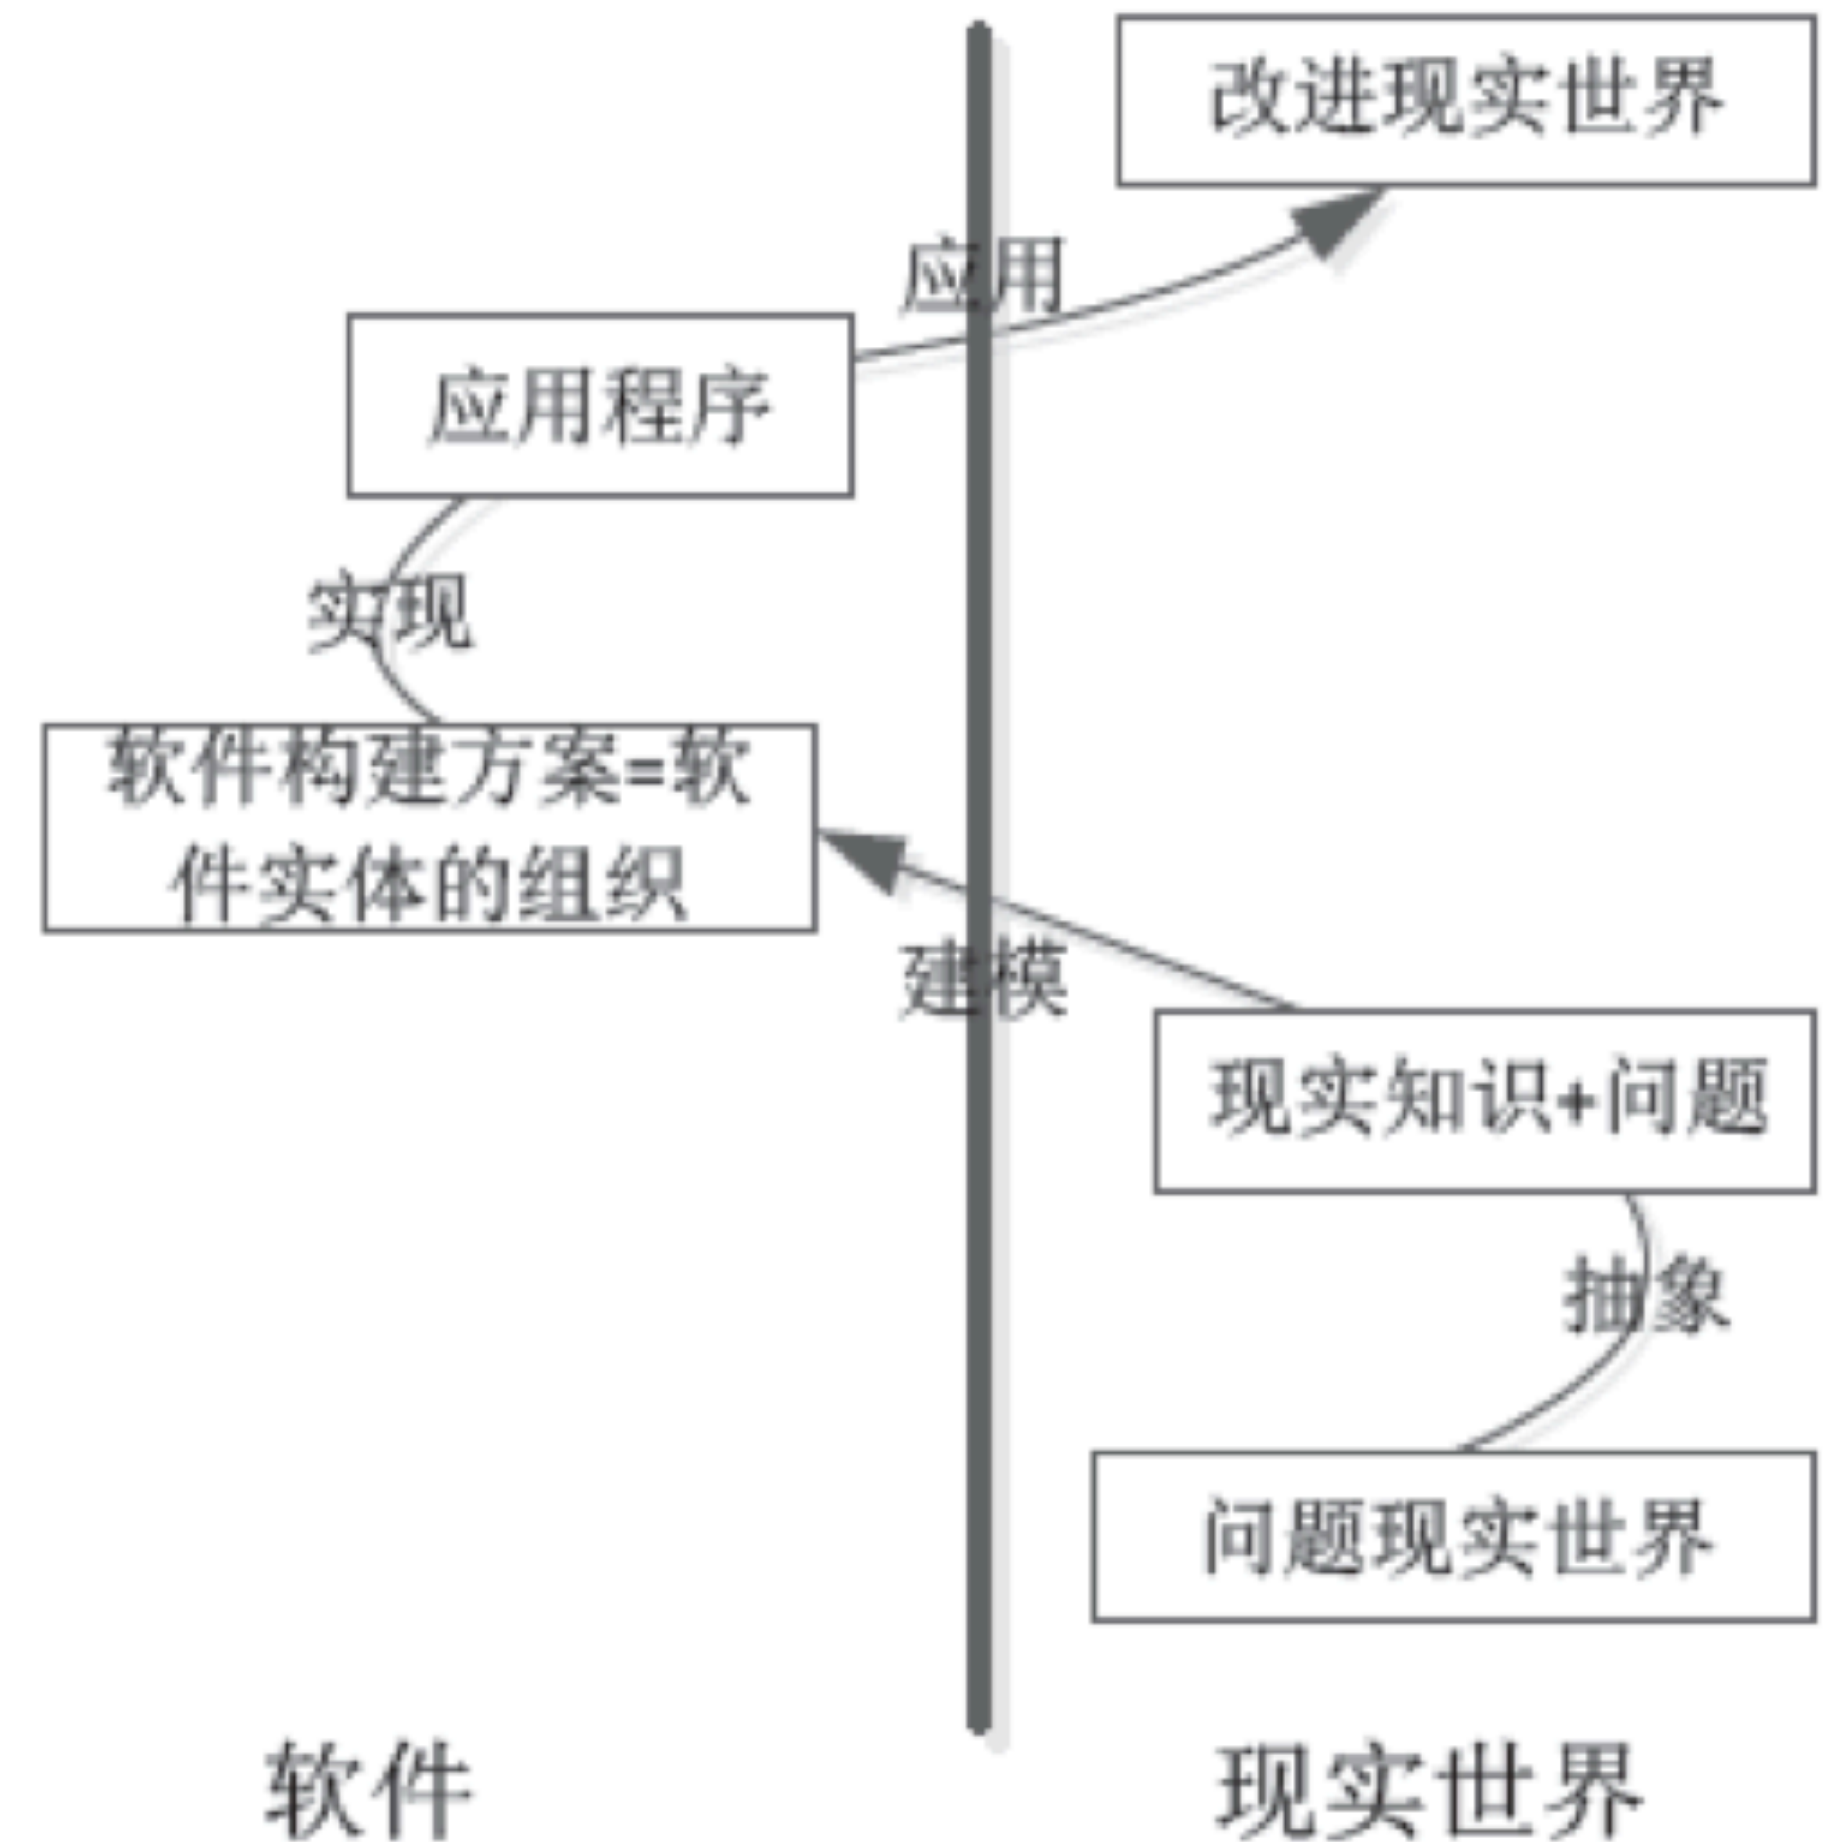 改进现实世界
应用
应用程序
实现
软件构建方案=软
件实体的组织
建模
现实知识+问题
抽象
问题现实世界
软件
现实世界